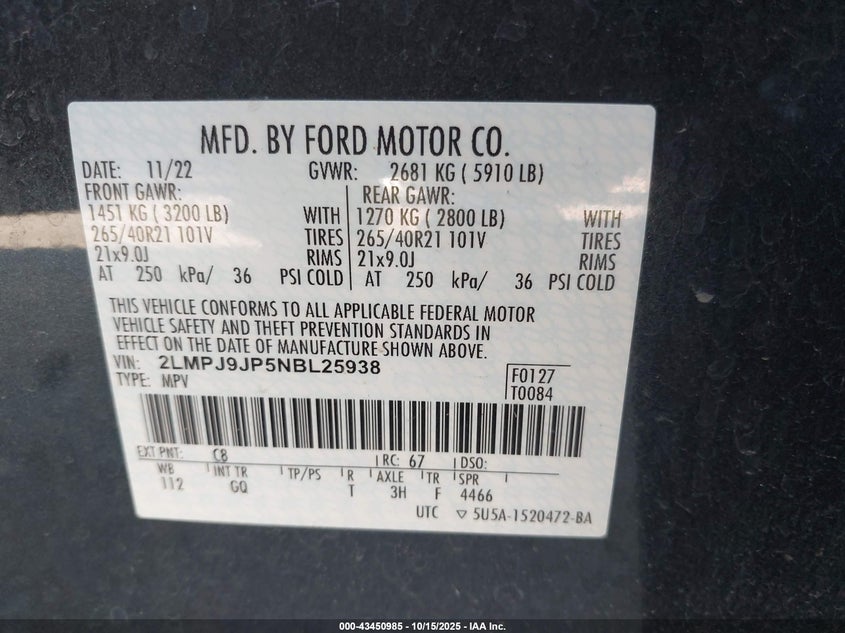 MFD. BY FORD MOTOR CO.
DATE: 11/22 GVWR: 2681 KG ( 5910 LB)
FRONT GAWR: REAR GAWR:
1451 KG ( 3200 LB) WITH 1270 KG ( 2800 LB) WITH
265/40R21 101V TIRES 265/40R21 101V TIRES
21x9.0J RIMS 21x9.0J RIMS
AT 250 kPa/ 36 PSI COLD AT 250 kPa/ 36 PSI COLD
THIS VEHICLE CONFORMS TO ALL APPLICABLE FEDERAL MOTOR
VEHICLE SAFETY AND THEFT PREVENTION STANDARDS IN
EFFECT ON THE DATE OF MANUFACTURE SHOWN ABOVE.
VIN: 2LMPJ9JP5NBL25938
TYPE: MPV
F0127
T0084
EXT PNT: C8 RC: 67 DSO:
WB INT TR TP/PS R AXLE TR SPR
112 GQ T 3H F 4466
UTC ▽ 5U5A-1520472-BA
000-43450985 - 10/15/2025 - IAA Inc.